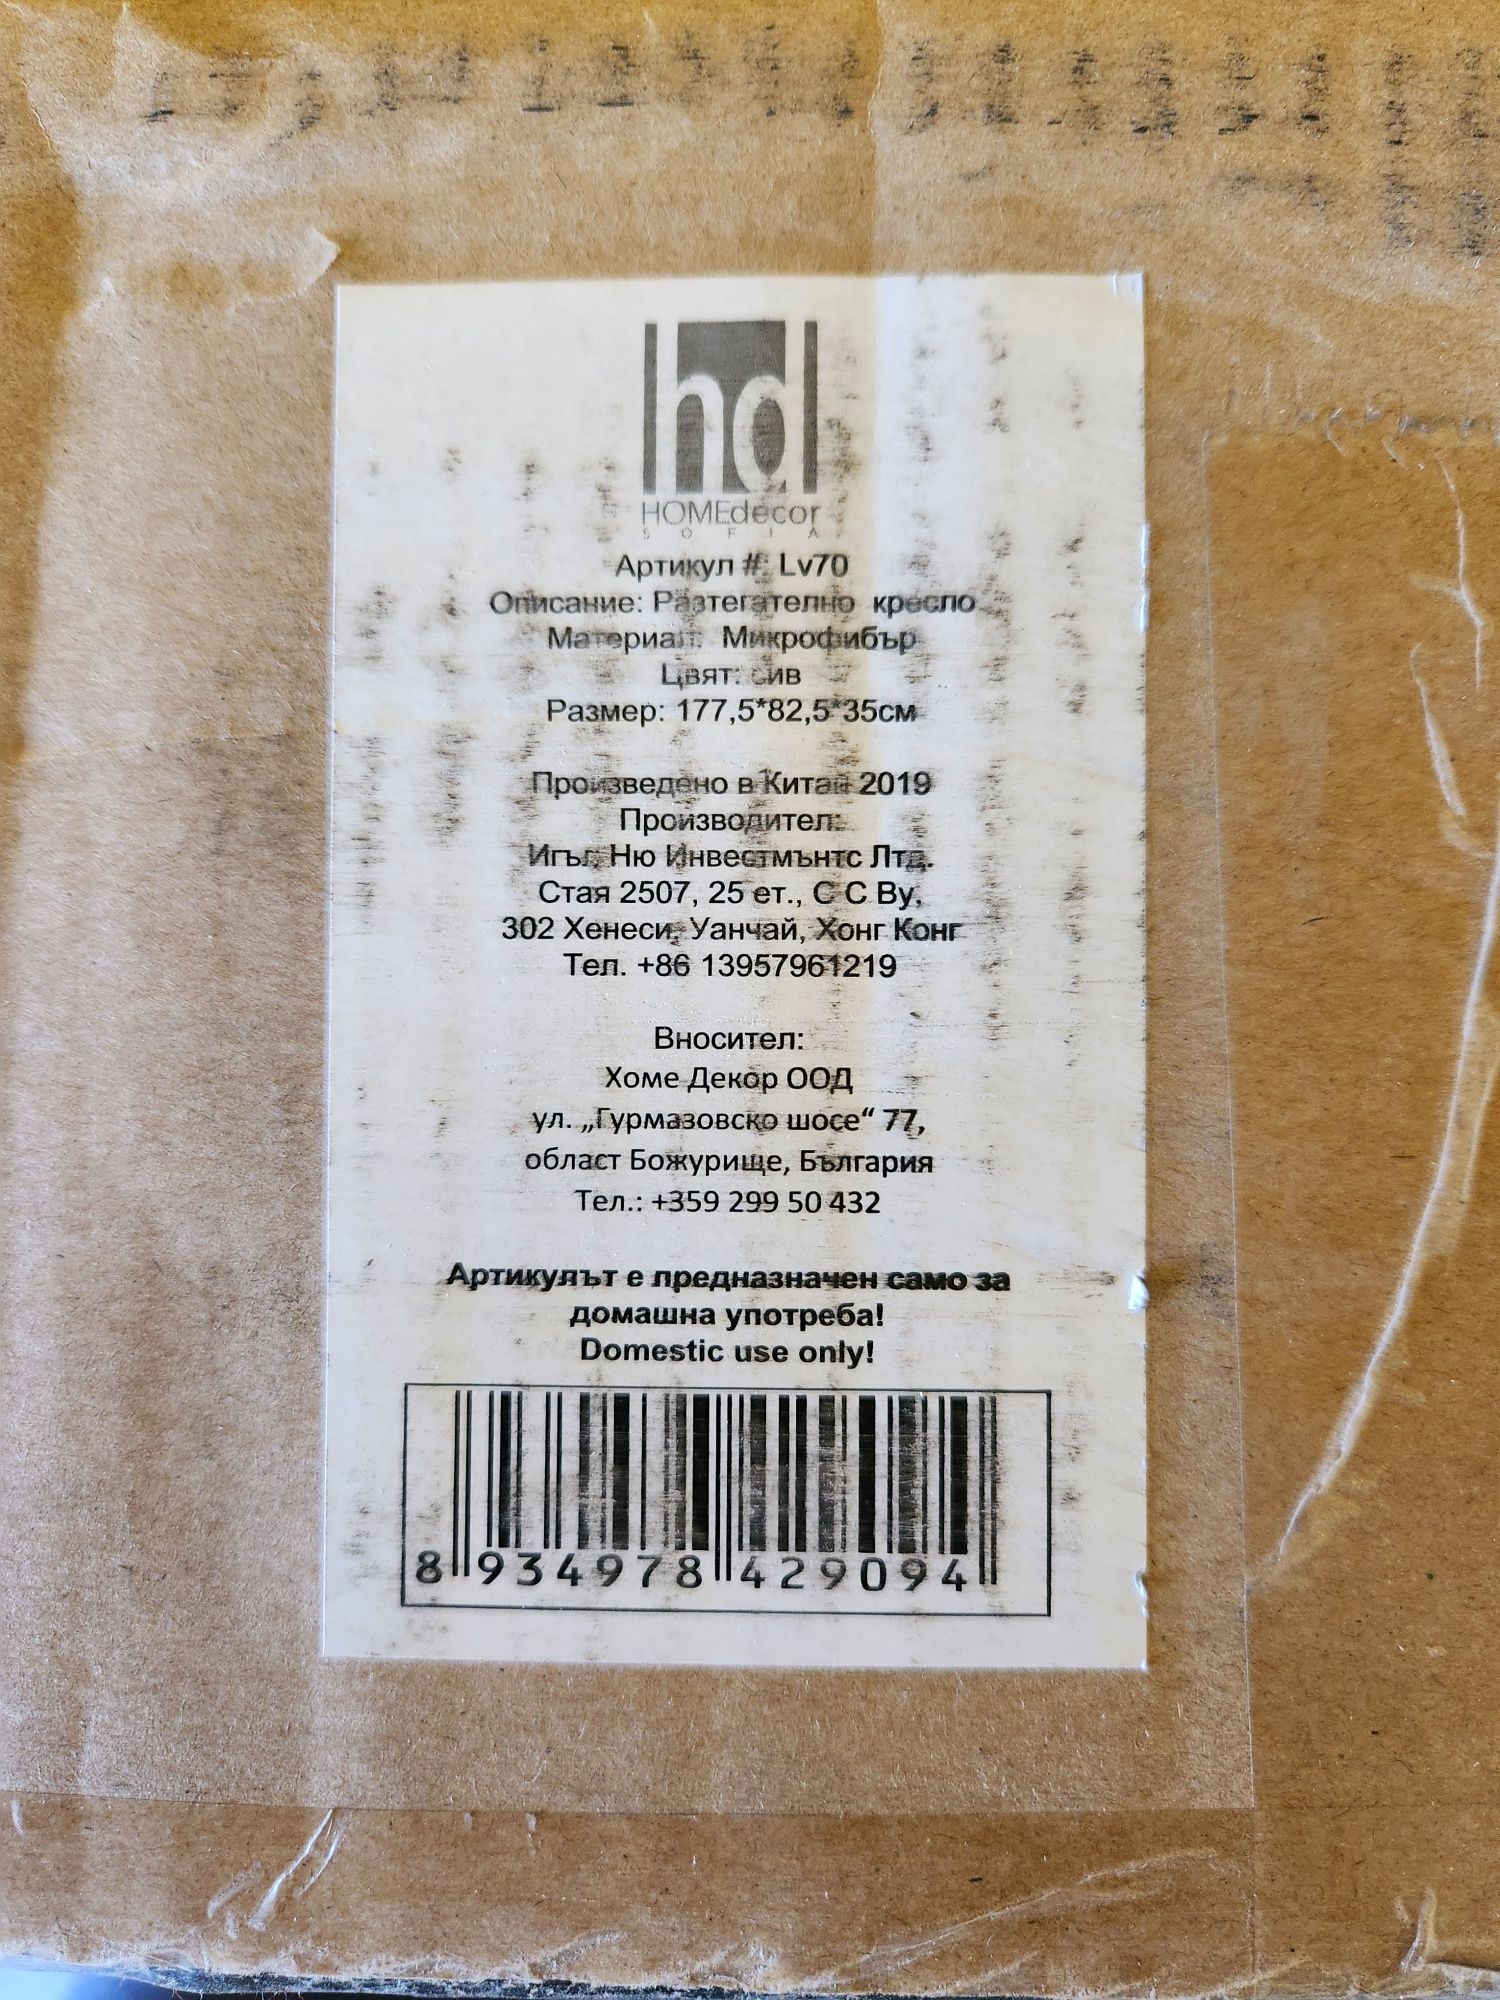 hd
HOMEdecor
SOFIA
Артикул #: Lv70
Описание: Разтегателно кресло
Материал: Микрофибър
Цвят: сив
Размер: 177,5*82,5*35см
Произведено в Китай 2019
Производител:
Игъл Ню Инвестмънтс Лтд.
Стая 2507, 25 ет., С С Ву,
302 Хенеси, Уанчай, Хонг Конг
Тел. +86 13957961219
Вносител:
Хоме Декор ООД
ул. „Гурмазовско шосе“ 77,
област Божурище, България
Тел.: +359 299 50 432
Артикулът е предназначен само за
домашна употреба!
Domestic use only!
8 934978 429094